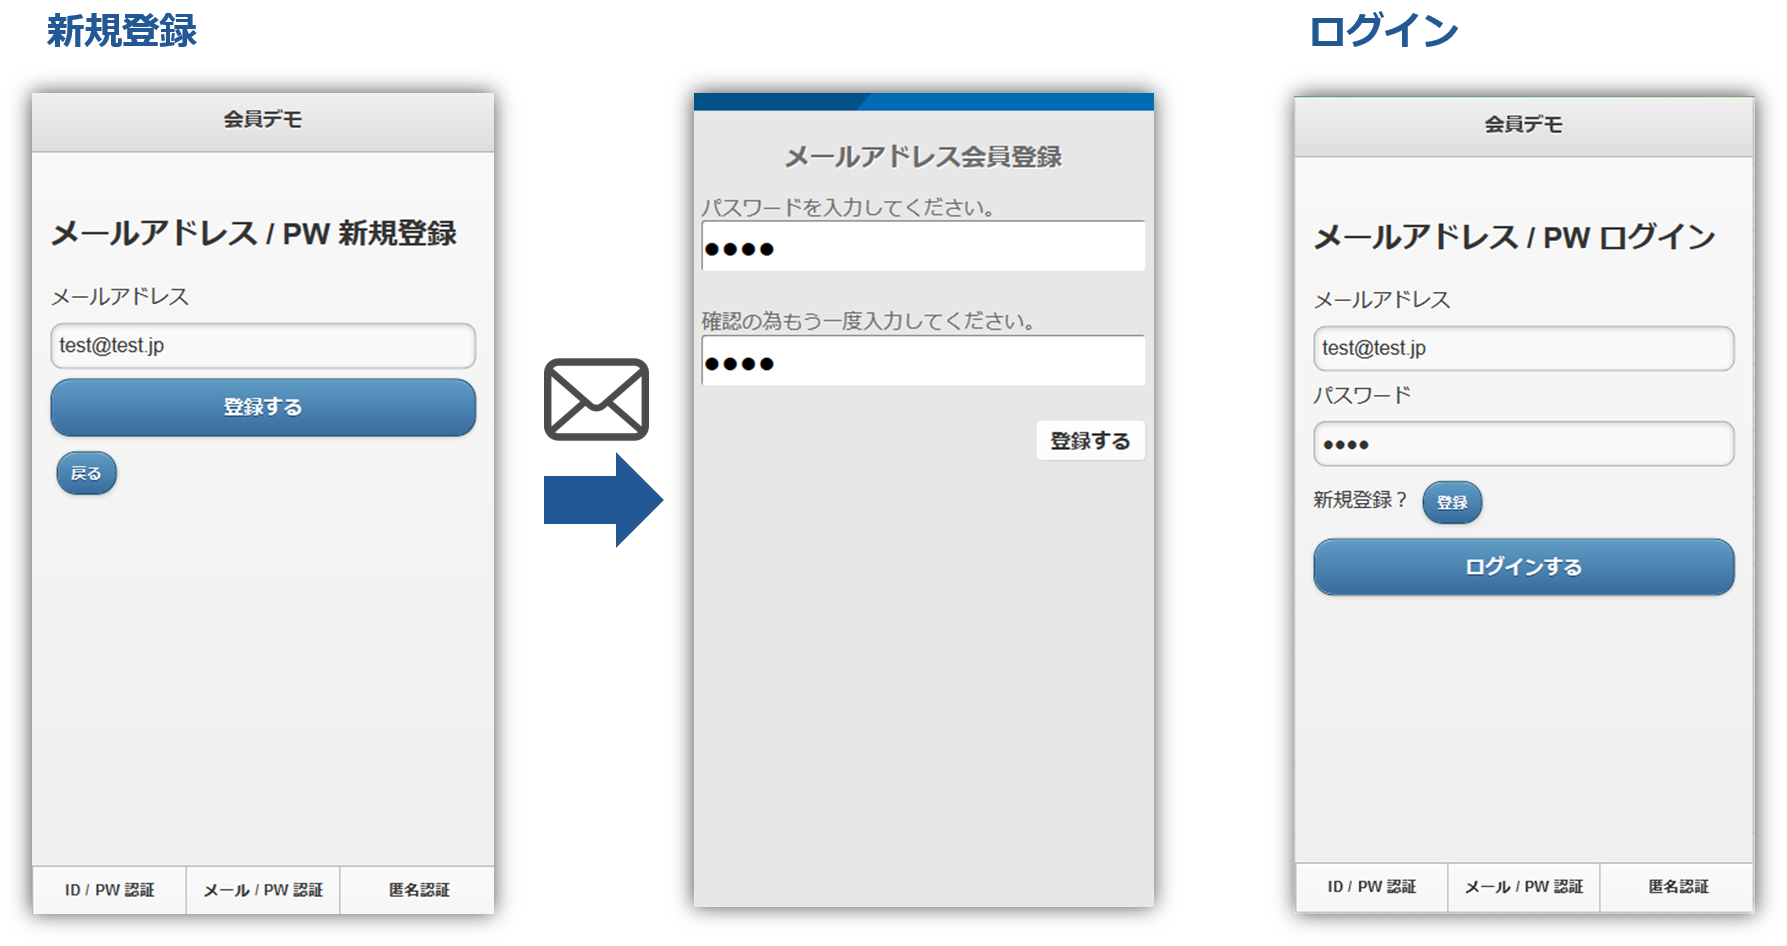 新規登録
会員デモ
メールアドレス / PW 新規登録
メールアドレス
test@test.jp
登録する
戻る
ID / PW 認証
メール / PW 認証
匿名認証
メールアドレス会員登録
パスワードを入力してください。
●●●●
確認の為もう一度入力してください。
●●●●
登録する
ログイン
会員デモ
メールアドレス / PW ログイン
メールアドレス
test@test.jp
パスワード
●●●●
新規登録？ 登録
ログインする
ID / PW 認証
メール / PW 認証
匿名認証